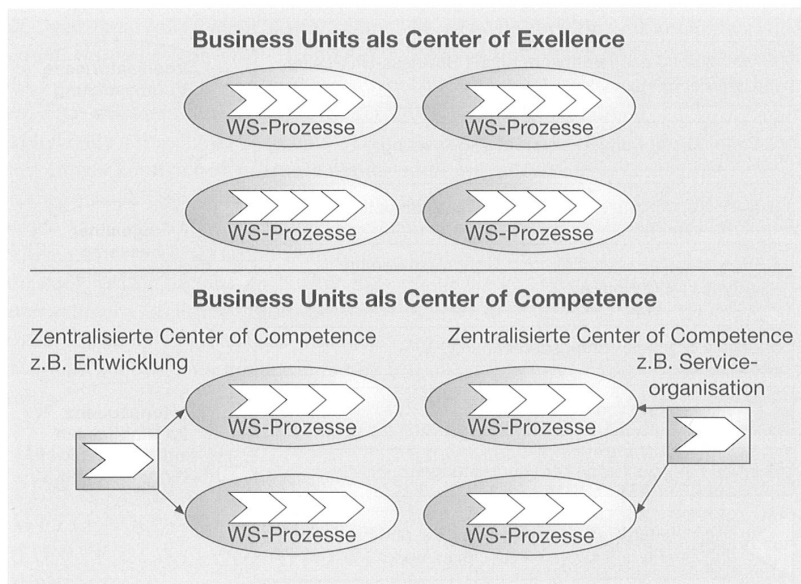 Business Units als Center of Exellence
WS-Prozesse
WS-Prozesse
WS-Prozesse
WS-Prozesse
Business Units als Center of Competence
Zentralisierte Center of Competence
z.B. Entwicklung
Zentralisierte Center of Competence
z.B. Service-
organisation
WS-Prozesse
WS-Prozesse
WS-Prozesse
WS-Prozesse